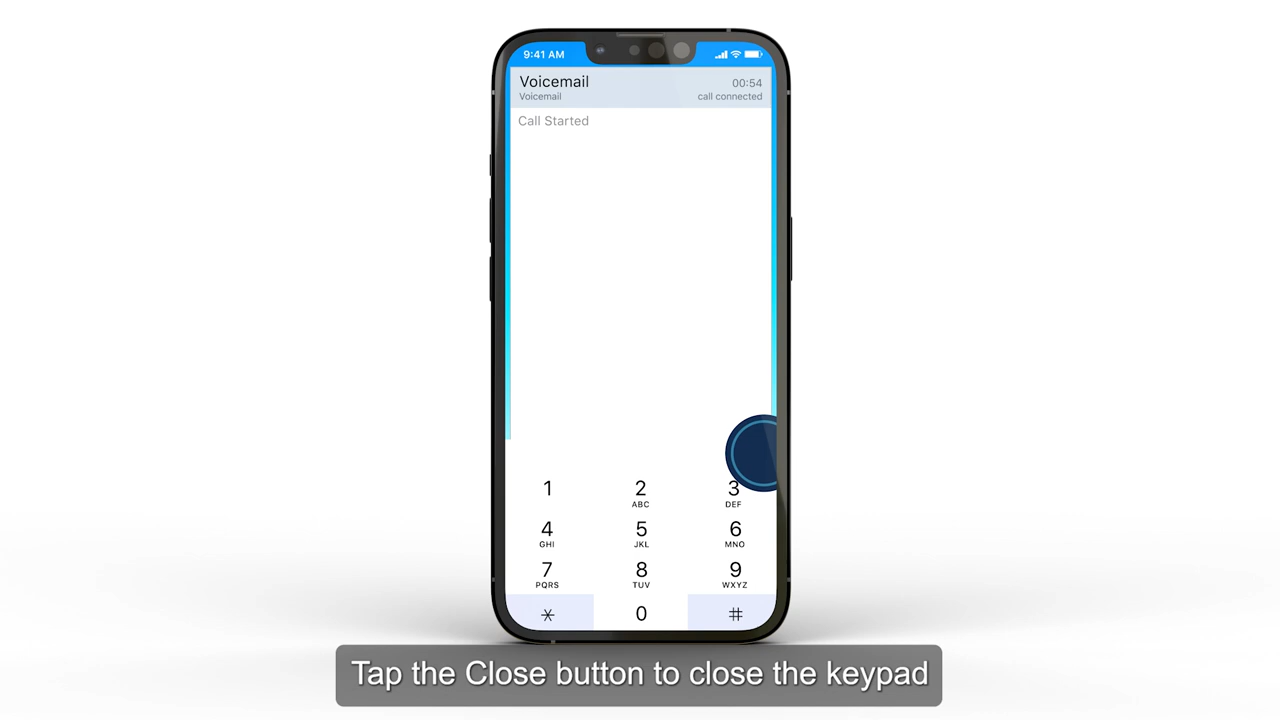 9:41 AM
Voicemail 00:54
Voicemail call connected
Call Started
1 2 3
ABC DEF
4 5 6
GHI JKL MNO
7 8 9
PQRS TUV WXYZ
* 0 #
Tap the Close button to close the keypad